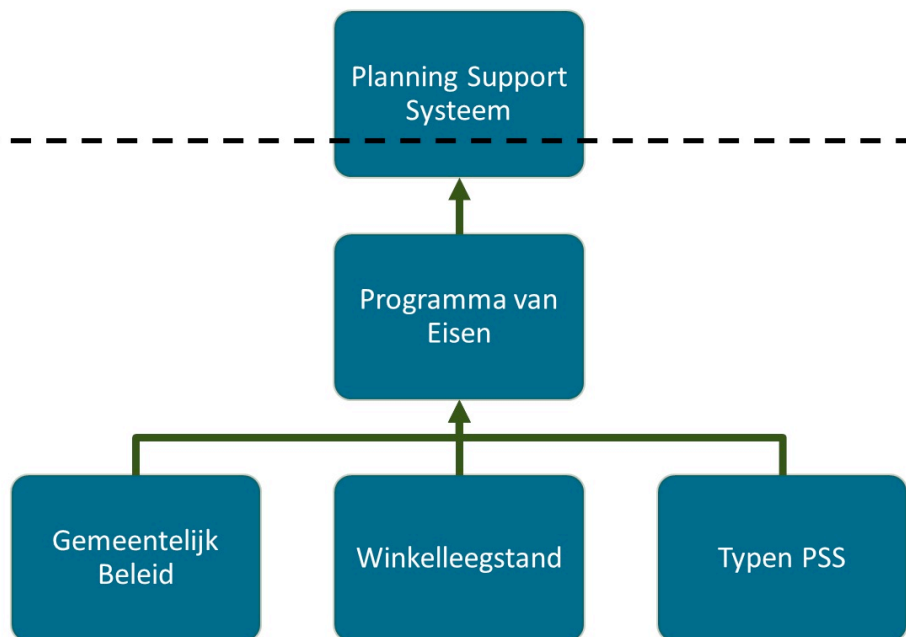 Planning Support
Systeem
Programma van
Eisen
Gemeentelijk
Beleid
Winkelleegstand
Typen PSS